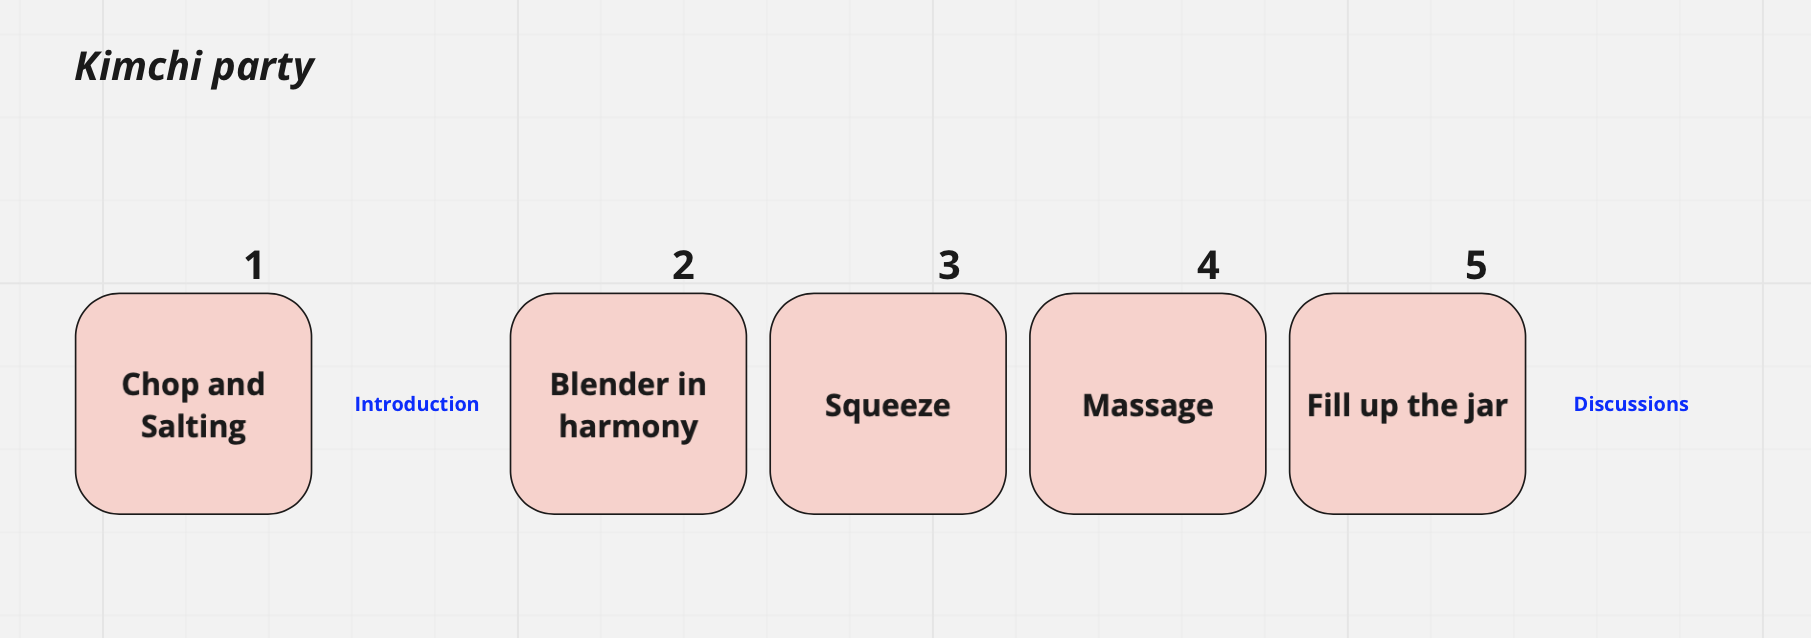 Kimchi party
1
2
3
4
5
Chop and
Salting
Introduction
Blender in
harmony
Squeeze
Massage
Fill up the jar
Discussions